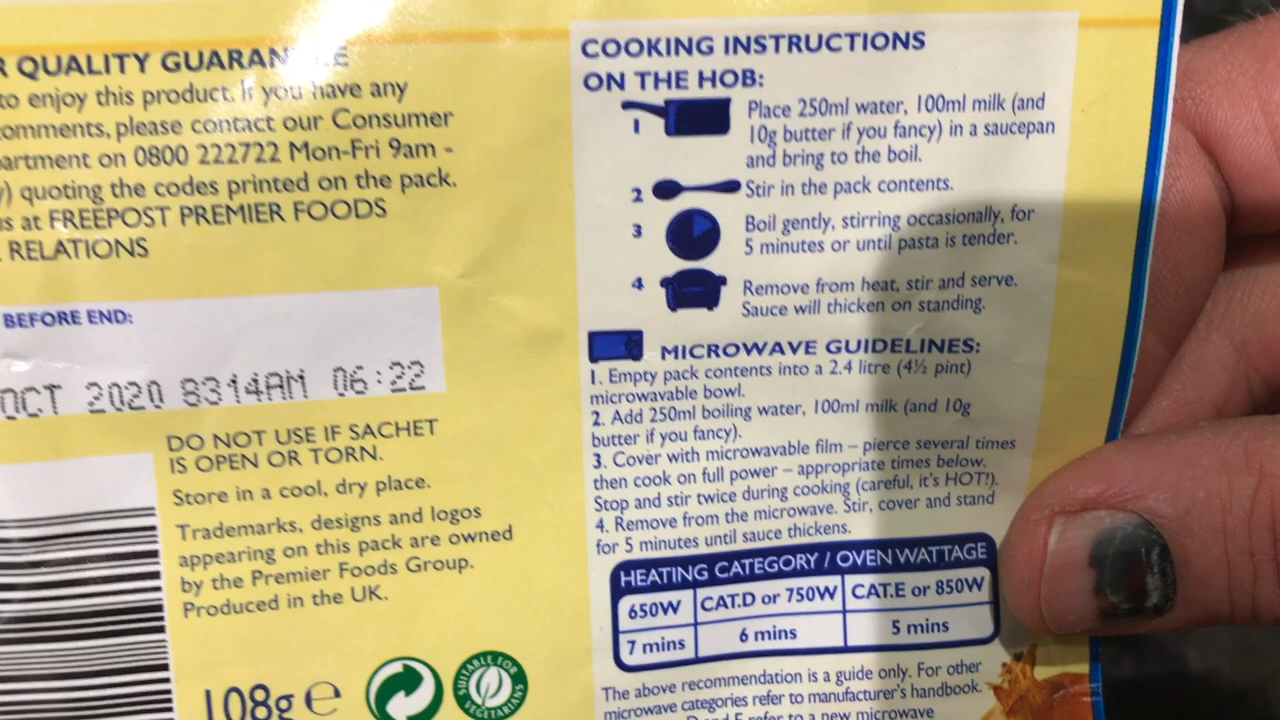 R QUALITY GUARAN E
to enjoy this product. If you have any
omments, please contact our Consumer
artment on 0800 222722 Mon-Fri 9am -
) quoting the codes printed on the pack.
us at FREEPOST PREMIER FOODS
RELATIONS
BEFORE END:
OCT 2020 8314AM 06:22
DO NOT USE IF SACHET
IS OPEN OR TORN.
Store in a cool, dry place.
Trademarks, designs and logos
appearing on this pack are owned
by the Premier Foods Group.
Produced in the UK.
108g e
SUITABLE FOR
VEGETARIANS
COOKING INSTRUCTIONS
ON THE HOB:
1 Place 250ml water, 100ml milk (and
10g butter if you fancy) in a saucepan
and bring to the boil.
2 Stir in the pack contents.
3 Boil gently, stirring occasionally, for
5 minutes or until pasta is tender.
4 Remove from heat, stir and serve.
Sauce will thicken on standing.
MICROWAVE GUIDELINES:
1. Empty pack contents into a 2.4 litre (4½ pint)
microwavable bowl.
2. Add 250ml boiling water, 100ml milk (and 10g
butter if you fancy).
3. Cover with microwavable film – pierce several times
then cook on full power – appropriate times below.
Stop and stir twice during cooking (careful, it's HOT!).
4. Remove from the microwave. Stir, cover and stand
for 5 minutes until sauce thickens.
HEATING CATEGORY / OVEN WATTAGE
650W CAT.D or 750W CAT.E or 850W
7 mins 6 mins 5 mins
The above recommendation is a guide only. For other
microwave categories refer to manufacturer's handbook.
D and E refer to a new microwave